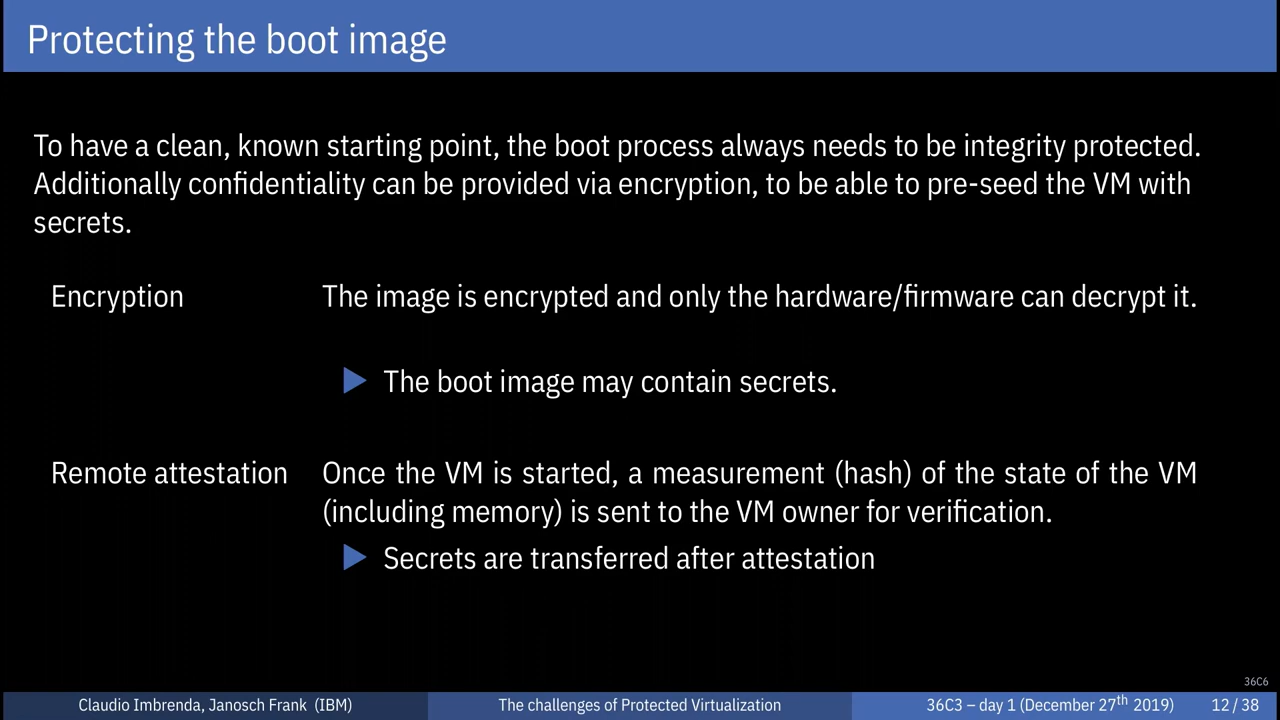 Protecting the boot image
To have a clean, known starting point, the boot process always needs to be integrity protected.
Additionally confidentiality can be provided via encryption, to be able to pre-seed the VM with
secrets.
Encryption The image is encrypted and only the hardware/firmware can decrypt it.
▶ The boot image may contain secrets.
Remote attestation Once the VM is started, a measurement (hash) of the state of the VM
(including memory) is sent to the VM owner for verification.
▶ Secrets are transferred after attestation
36C6
Claudio Imbrenda, Janosch Frank (IBM) The challenges of Protected Virtualization 36C3 – day 1 (December 27th 2019) 12 / 38